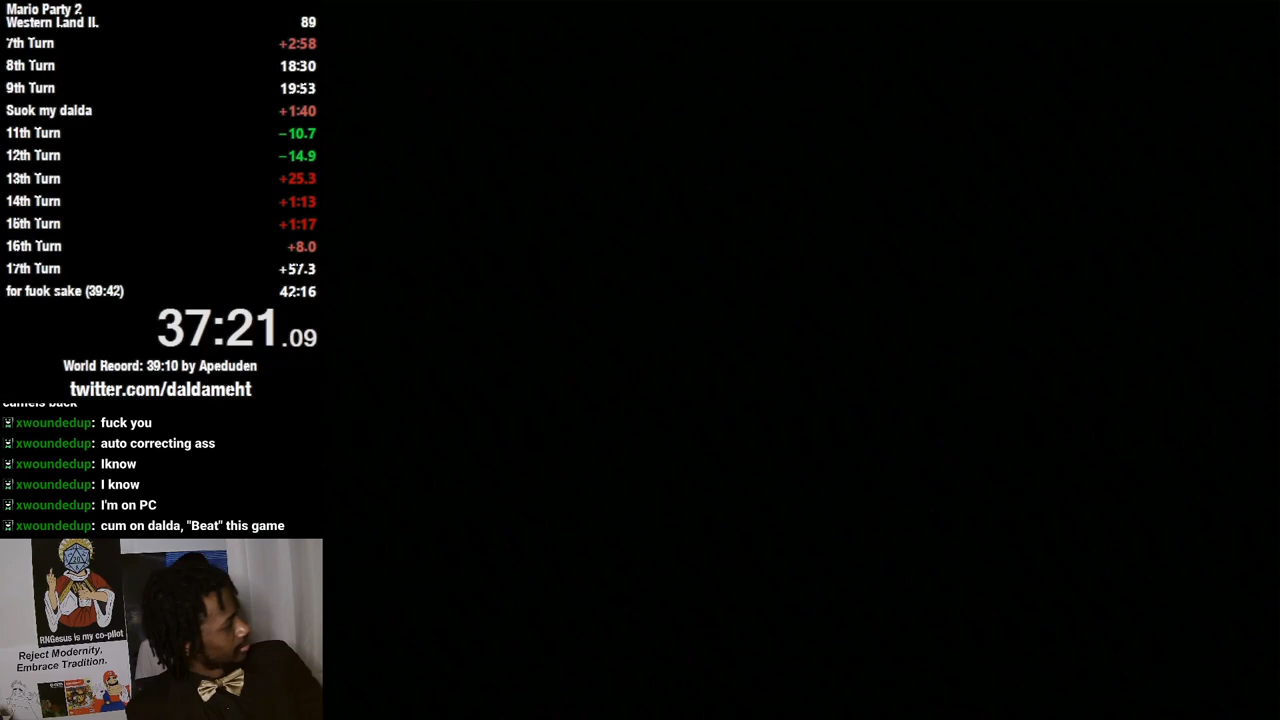 Mario Party 2
Western Land II. 89
7th Turn +2:58
8th Turn 18:30
9th Turn 19:53
Suok my dalda +1:40
11th Turn −10.7
12th Turn −14.9
13th Turn +25.3
14th Turn +1:13
15th Turn +1:17
16th Turn +8.0
17th Turn +57.3
for fuok sake (39:42) 42:16
37:21.09
World Reoord: 39:10 by Apeduden
twitter.com/daldameht
camels back
xwoundedup: fuck you
xwoundedup: auto correcting ass
xwoundedup: Iknow
xwoundedup: I know
xwoundedup: I'm on PC
xwoundedup: cum on dalda, "Beat" this game
RNGesus is my co-pilot
Reject Modernity,
Embrace Tradition.